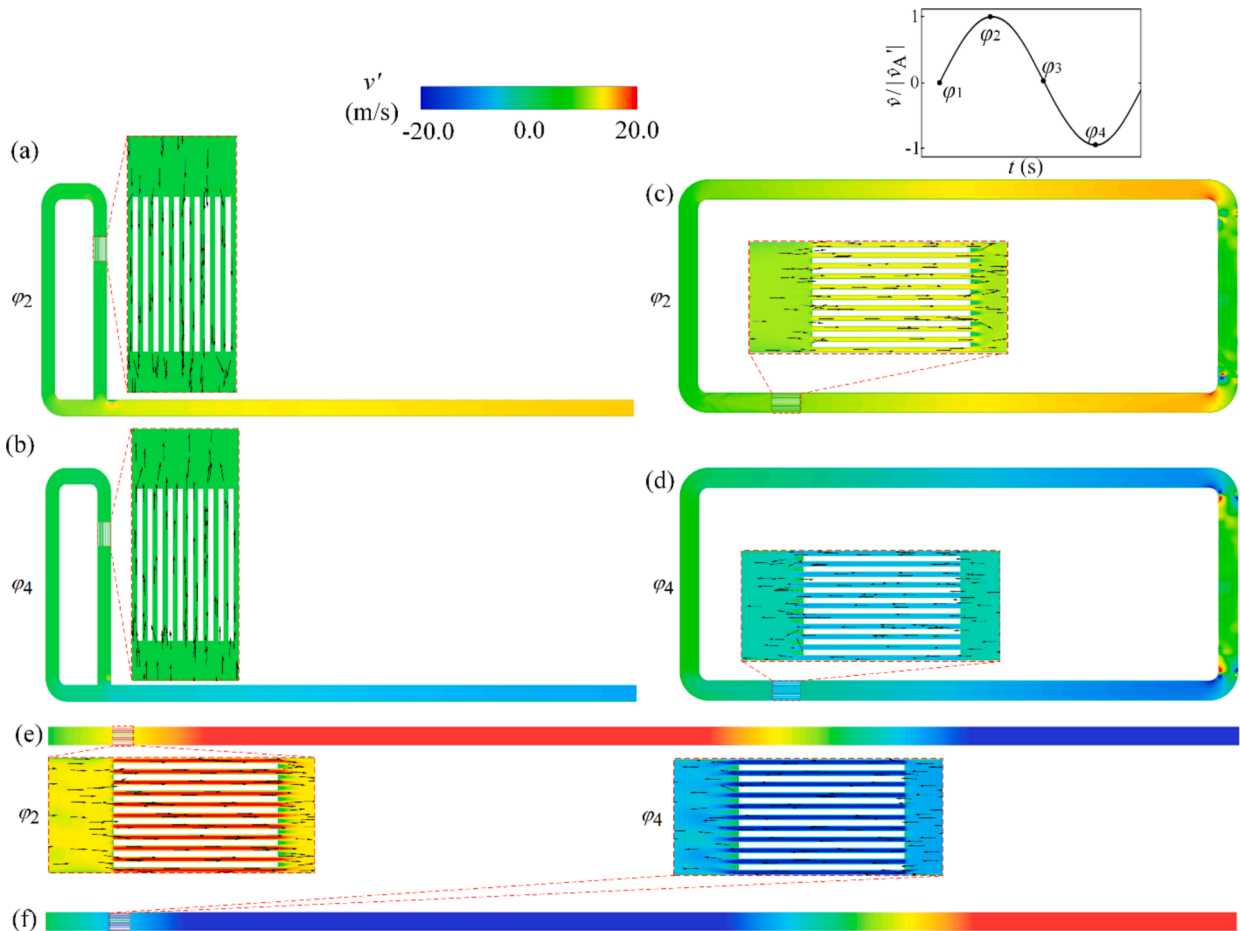 v′
(m/s)
-20.0 0.0 20.0
v̂/|v̂A′|
1
0
-1
φ1
φ2
φ3
φ4
t (s)
(a)
φ2
(b)
φ4
(c)
φ2
(d)
φ4
(e)
φ2
φ4
(f)